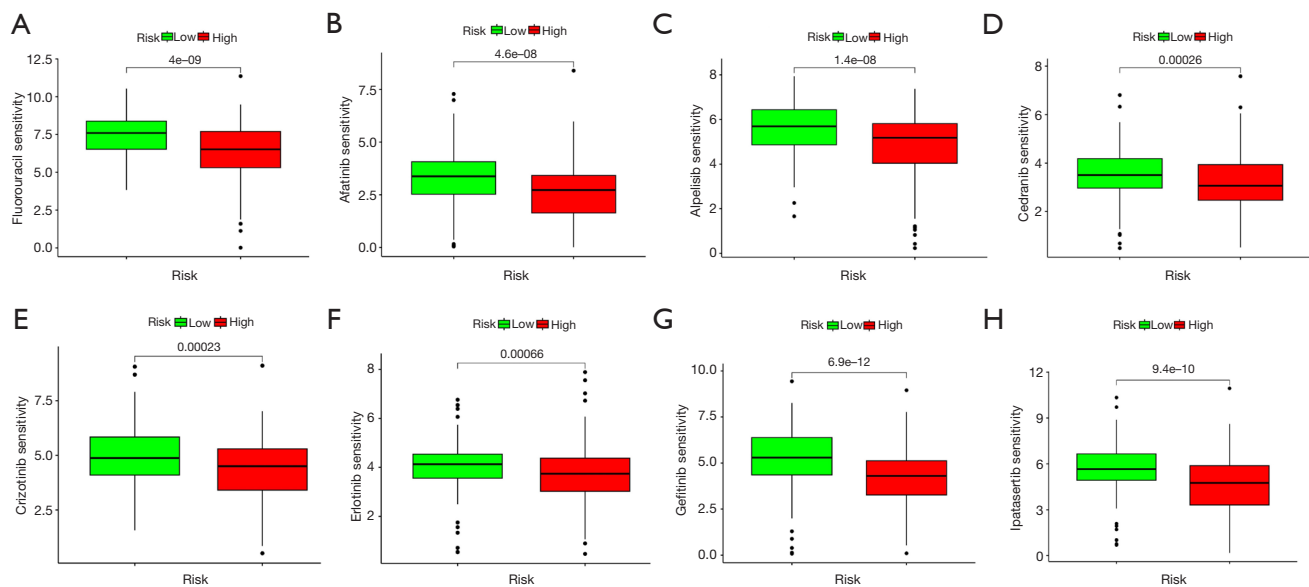 A
Risk Low High
4e–09
12.5
10.0
7.5
5.0
2.5
0.0
Fluorouracil sensitivity
Risk
B
Risk Low High
4.6e–08
7.5
5.0
2.5
0.0
Afatinib sensitivity
Risk
C
Risk Low High
1.4e–08
8
6
4
2
0
Alpelisib sensitivity
Risk
D
Risk Low High
0.00026
8
6
4
2
Cedranib sensitivity
Risk
E
Risk Low High
0.00023
7.5
5.0
2.5
Crizotinib sensitivity
Risk
F
Risk Low High
0.00066
8
6
4
2
Erlotinib sensitivity
Risk
G
Risk Low High
6.9e–12
10.0
7.5
5.0
2.5
0.0
Gefitinib sensitivity
Risk
H
Risk Low High
9.4e–10
12
9
6
3
0
Ipatasertib sensitivity
Risk